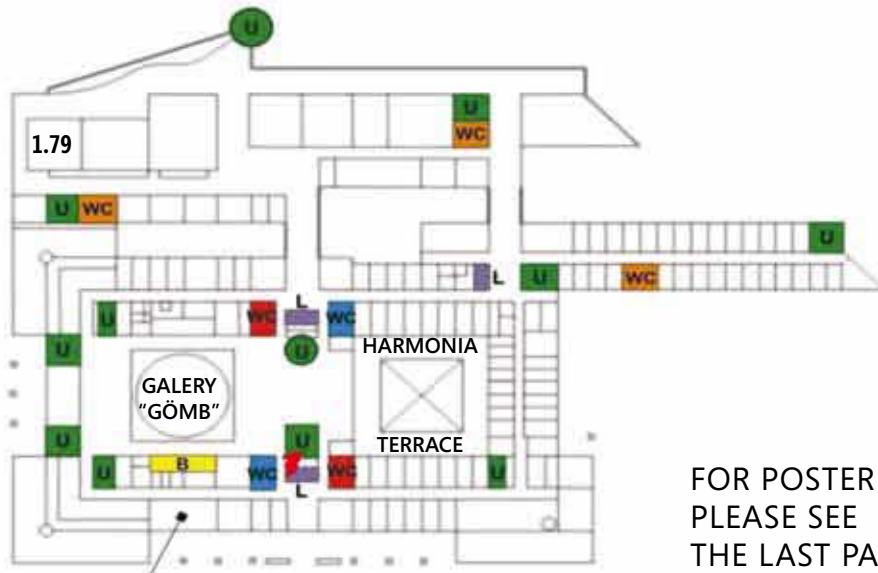 U
1.79
U
WC
U WC
U
L
U
WC
L
U
WC
WC
U
U
HARMONIA
GALERY
"GÖMB"
TERRACE
U
U
U
B
WC
WC
U
L
FOR POSTER
PLEASE SEE
THE LAST PA